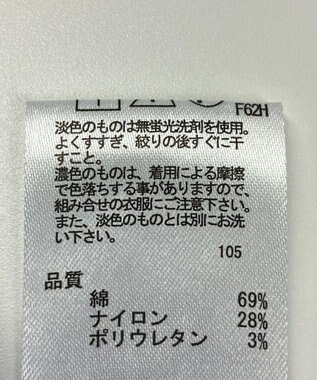 F62H
淡色のものは無蛍光洗剤を使用。
よくすすぎ、絞りの後すぐに干
すこと。
濃色のものは、着用による摩擦
で色落ちする事がありますので、
組み合せの衣服にご注意下さい。
また、淡色のものとは別にお洗
い下さい。
105
品質
綿 69%
ナイロン 28%
ポリウレタン 3%